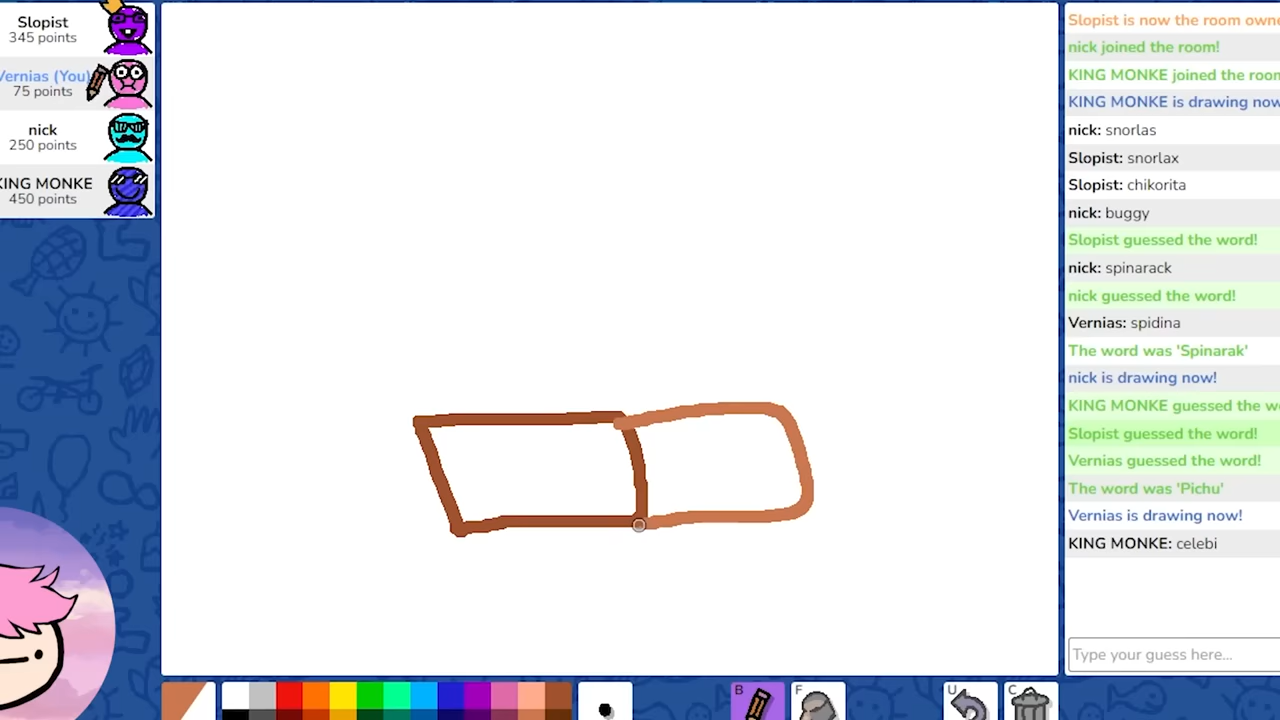 Slopist
345 points
Vernias (You)
75 points
nick
250 points
KING MONKE
450 points
Slopist is now the room owne
nick joined the room!
KING MONKE joined the room
KING MONKE is drawing now
nick: snorlas
Slopist: snorlax
Slopist: chikorita
nick: buggy
Slopist guessed the word!
nick: spinarack
nick guessed the word!
Vernias: spidina
The word was 'Spinarak'
nick is drawing now!
KING MONKE guessed the wo
Slopist guessed the word!
Vernias guessed the word!
The word was 'Pichu'
Vernias is drawing now!
KING MONKE: celebi
Type your guess here...
B
F
U
C